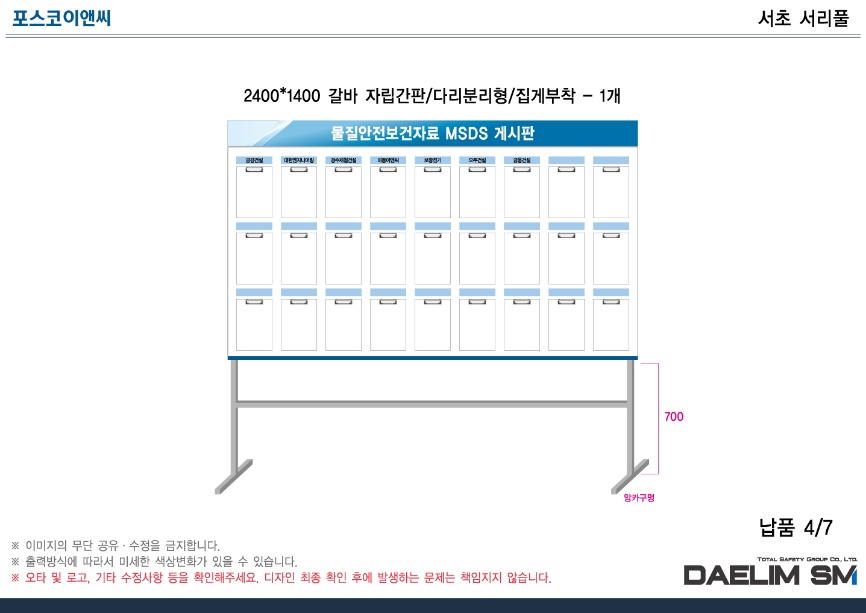 포스코이앤씨
서초 서리풀
2400*1400 갈바 자립간판/다리분리형/집게부착 - 1개
물질안전보건자료 MSDS 게시판
700
앙카구멍
납품 4/7
※ 이미지의 무단 공유·수정을 금지합니다.
※ 출력방식에 따라서 미세한 색상변화가 있을 수 있습니다.
※ 오타 및 로고, 기타 수정사항 등을 확인해주세요. 디자인 최종 확인 후에 발생하는 문제는 책임지지 않습니다.
TOTAL SAFETY GROUP CO., LTD.
DAELIM SM